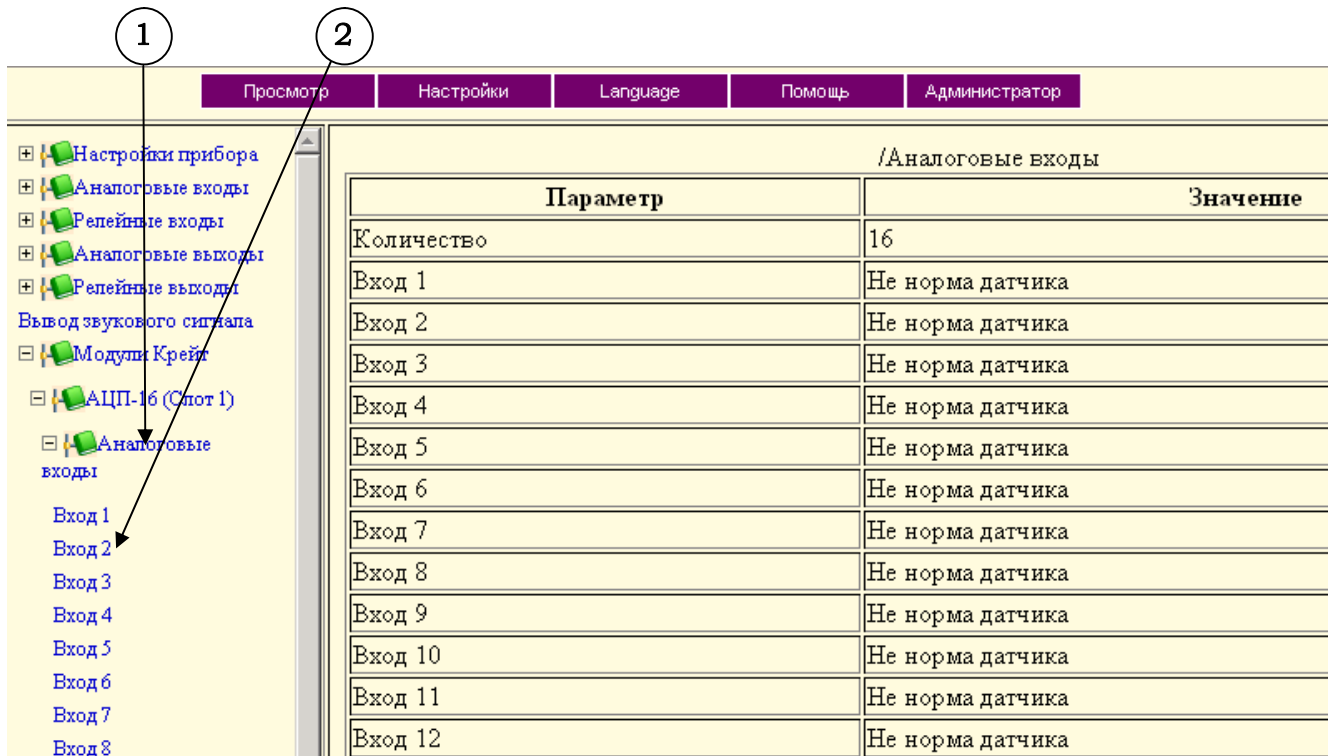 1 2
Просмотр Настройки Language Помощь Администратор
Настройки прибора
Аналоговые входы
Релейные входы
Аналоговые выходы
Релейные выходы
Вывод звукового сигнала
Модули Крейт
АЦП-16 (Слот 1)
Аналоговые
входы
Вход 1
Вход 2
Вход 3
Вход 4
Вход 5
Вход 6
Вход 7
Вход 8
/Аналоговые входы
Параметр Значение
Количество 16
Вход 1 Не норма датчика
Вход 2 Не норма датчика
Вход 3 Не норма датчика
Вход 4 Не норма датчика
Вход 5 Не норма датчика
Вход 6 Не норма датчика
Вход 7 Не норма датчика
Вход 8 Не норма датчика
Вход 9 Не норма датчика
Вход 10 Не норма датчика
Вход 11 Не норма датчика
Вход 12 Не норма датчика